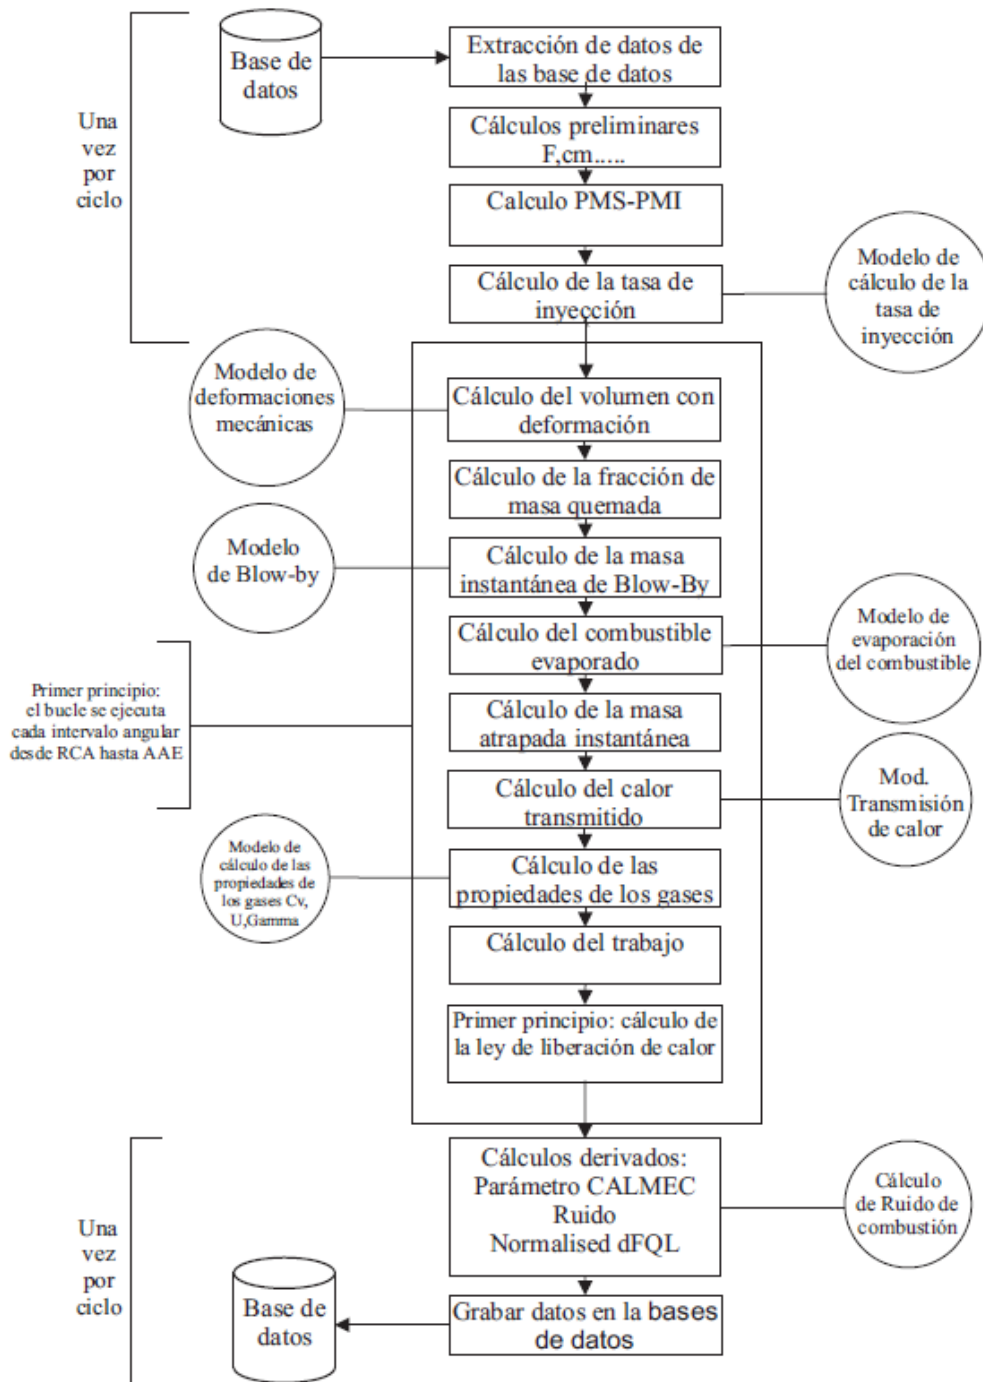 Una
vez
por
ciclo
Base de
datos
Extracción de datos de
las base de datos
Cálculos preliminares
F,cm.....
Calculo PMS-PMI
Cálculo de la tasa de
inyección
Modelo de
cálculo de la
tasa de
inyección
Modelo de
deformaciones
mecánicas
Cálculo del volumen con
deformación
Cálculo de la fracción de
masa quemada
Modelo
de Blow-by
Cálculo de la masa
instantánea de Blow-By
Cálculo del combustible
evaporado
Modelo de
evaporación
del combustible
Primer principio:
el bucle se ejecuta
cada intervalo angular
desde RCA hasta AAE
Cálculo de la masa
atrapada instantánea
Cálculo del calor
transmitido
Mod.
Transmisión
de calor
Modelo de
cálculo de las
propiedades de
los gases Cv,
U,Gamma
Cálculo de las
propiedades de los gases
Cálculo del trabajo
Primer principio: cálculo de
la ley de liberación de calor
Una
vez
por
ciclo
Cálculos derivados:
Parámetro CALMEC
Ruido
Normalised dFQL
Cálculo
de Ruido de
combustión
Base de
datos
Grabar datos en la bases
de datos